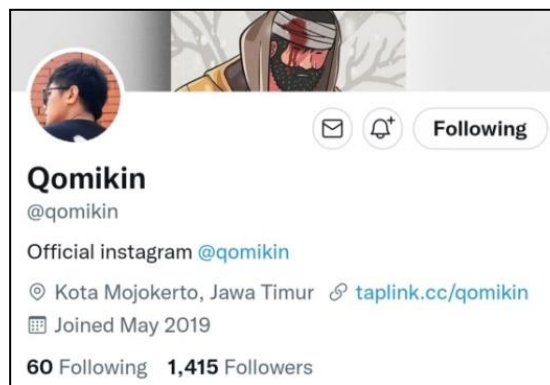 Following
Qomikin
@qomikin
Official instagram @qomikin
Kota Mojokerto, Jawa Timur taplink.cc/qomikin
Joined May 2019
60 Following 1,415 Followers